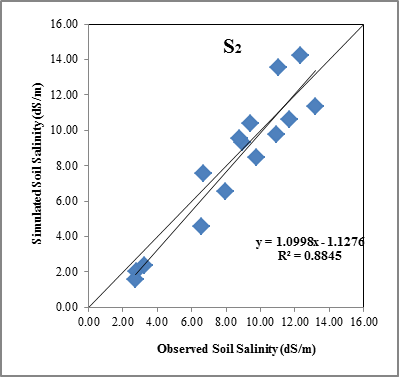 S2
16.00
14.00
12.00
10.00
8.00
6.00
4.00
2.00
0.00
Simulated Soil Salinity (dS/m)
y = 1.0998x - 1.1276
R² = 0.8845
0.00 2.00 4.00 6.00 8.00 10.00 12.00 14.00 16.00
Observed Soil Salinity (dS/m)